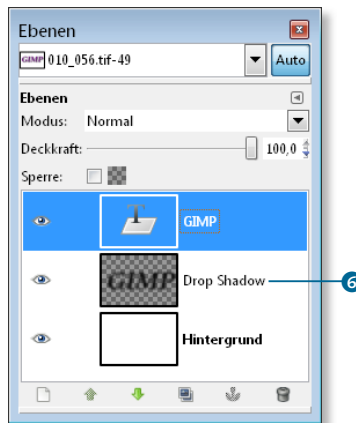 Ebenen
GIMP 010_056.tif-49
Auto
Ebenen
Modus: Normal
Deckkraft: 100,0
Sperre:
GIMP
GIMP Drop Shadow 6
Hintergrund